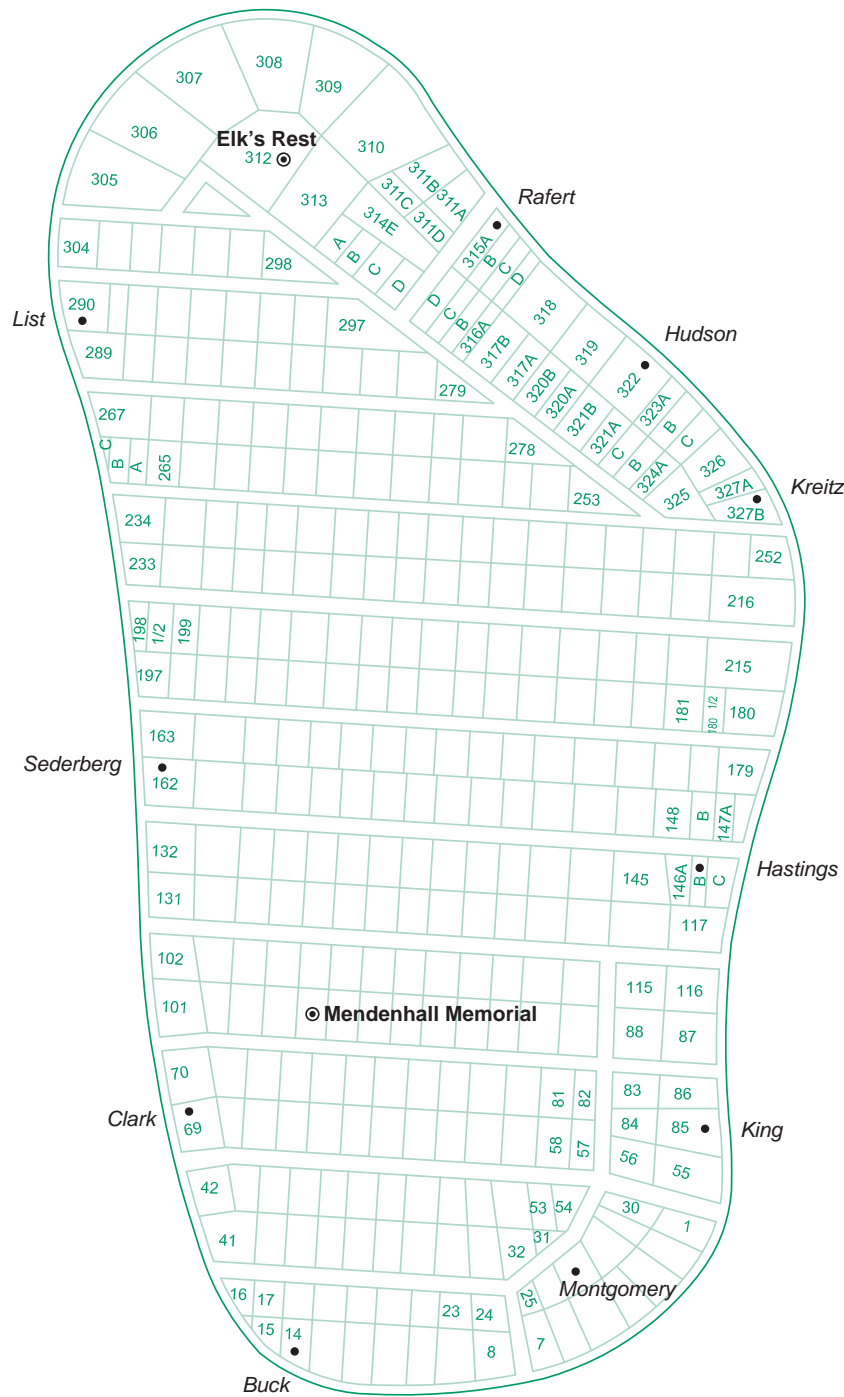 308
307
309
306
Elk's Rest
312
310
305
313
311B
311A
311C
311D
314E
A
B
C
D
Rafert
315A
B
C
D
304
298
290
List
297
289
279
D
C
B
316A
317B
317A
320B
320A
321B
321A
C
B
324A
325
318
319
322
Hudson
323A
B
C
326
327A
327B
Kreitz
267
C
B
A
265
278
253
234
233
252
216
198
1/2
199
197
215
181
180 1/2
180
163
Sederberg
162
179
148
B
147A
132
131
145
146A
B
C
Hastings
117
102
101
Mendenhall Memorial
115
116
88
87
70
Clark
69
81
82
58
57
83
86
84
85
King
56
55
42
41
53
54
31
32
30
1
Montgomery
25
7
16
17
15
14
23
24
8
Buck